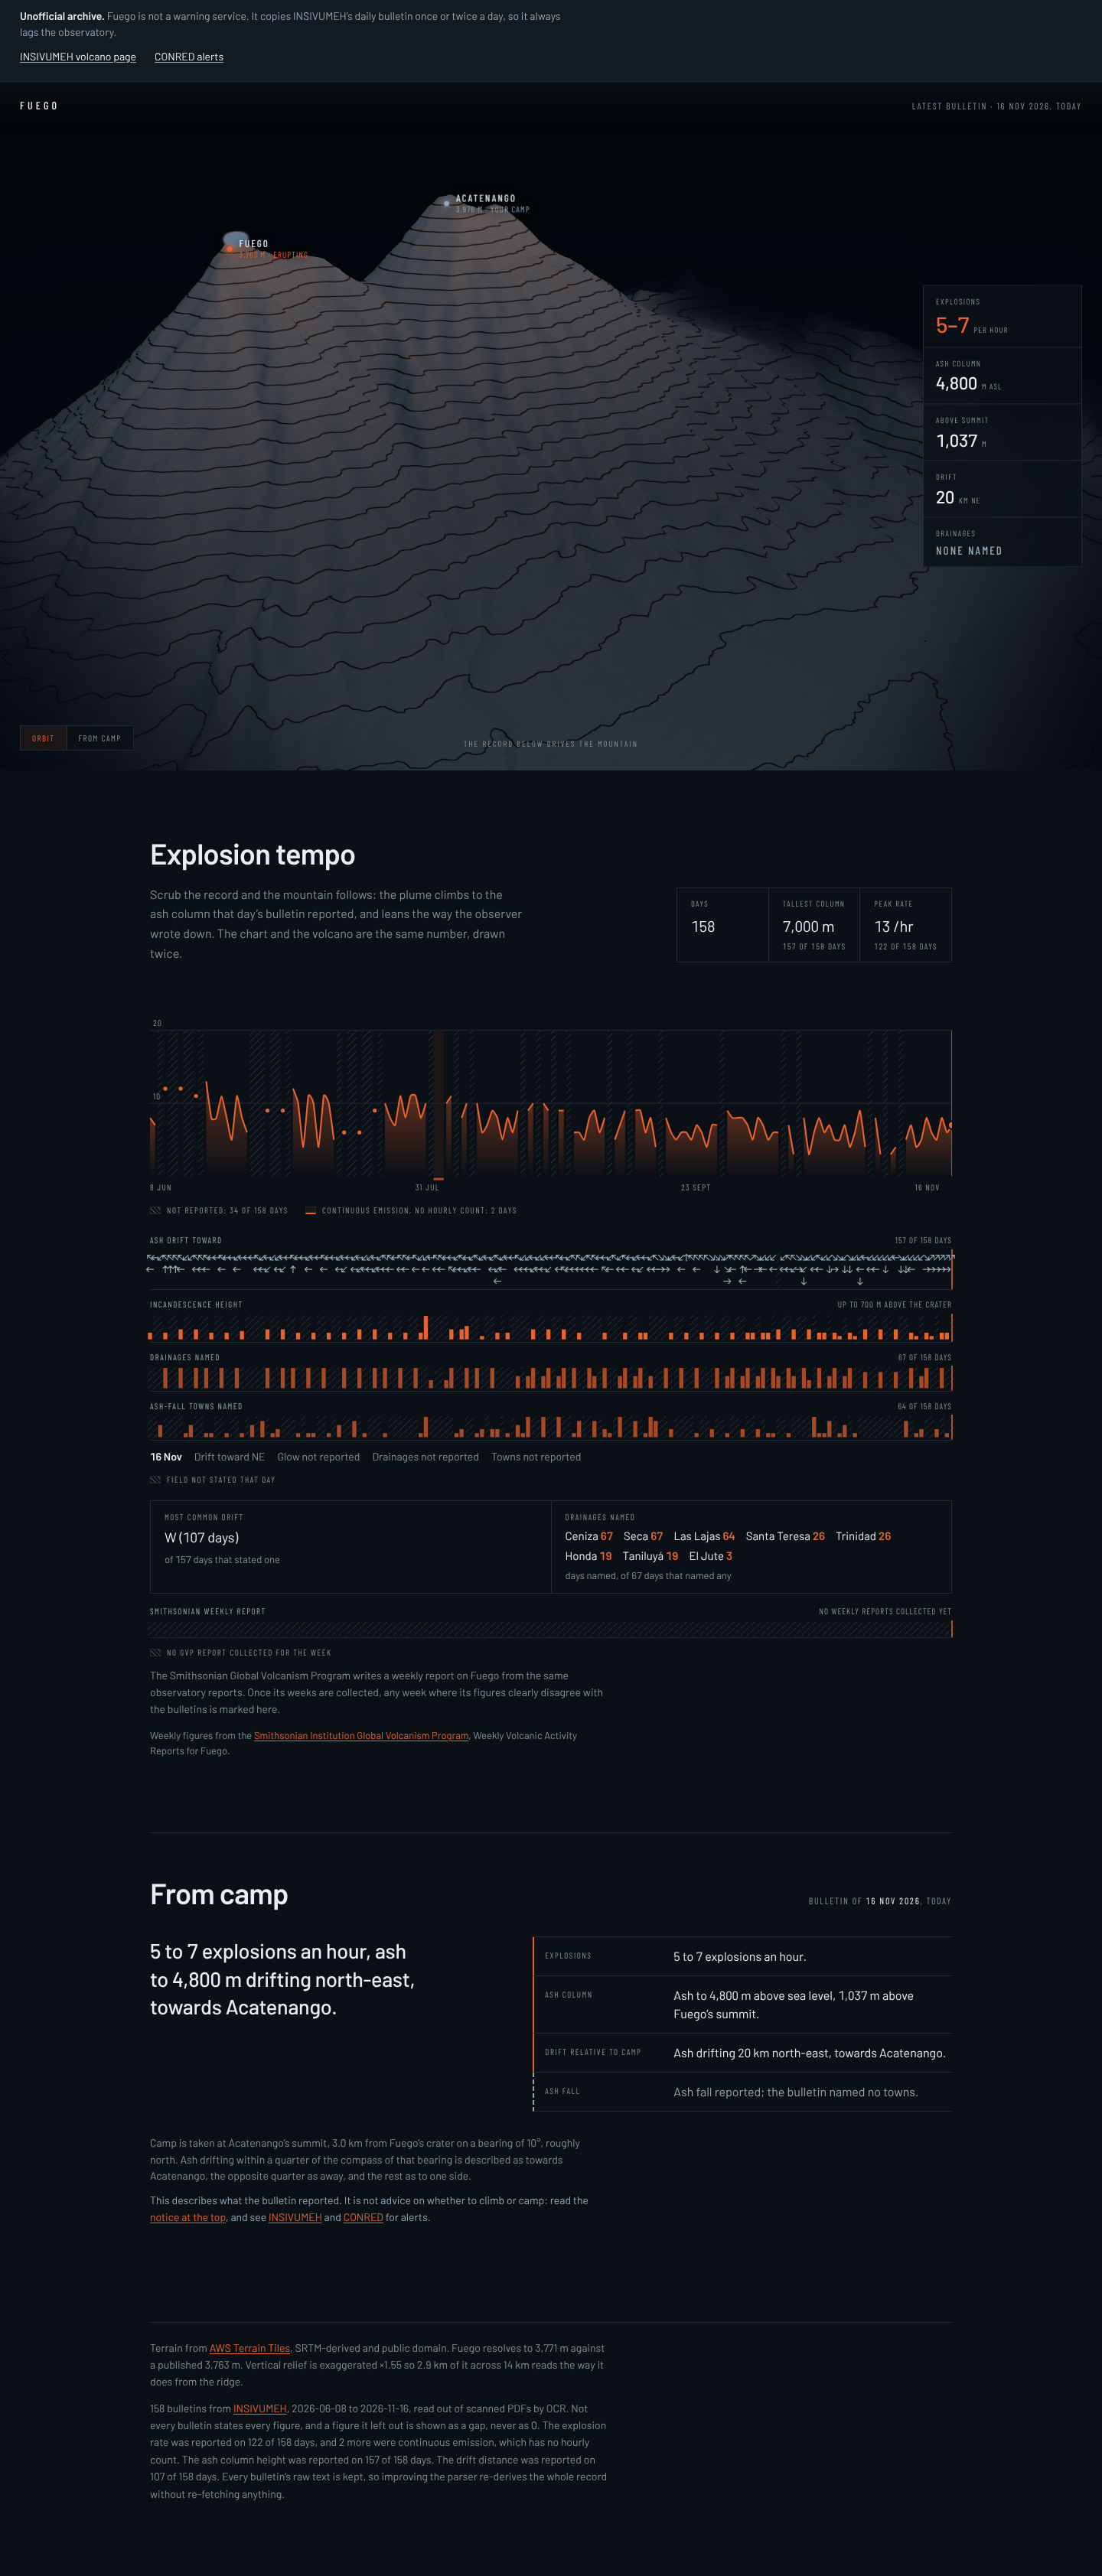 Unofficial archive. Fuego is not a warning service. It copies INSIVUMEH's daily bulletin once or twice a day, so it always
lags the observatory.
INSIVUMEH volcano page CONRED alerts
FUEGO
LATEST BULLETIN · 16 NOV 2026, TODAY
ACATENANGO
3,976 M · YOUR CAMP
FUEGO
3,763 M · ERUPTING
EXPLOSIONS
5–7 PER HOUR
ASH COLUMN
4,800 M ASL
ABOVE SUMMIT
1,037 M
DRIFT
20 KM NE
DRAINAGES
NONE NAMED
ORBIT FROM CAMP
THE RECORD BELOW DRIVES THE MOUNTAIN
Explosion tempo
Scrub the record and the mountain follows: the plume climbs to the
ash column that day's bulletin reported, and leans the way the observer
wrote down. The chart and the volcano are the same number, drawn
twice.
DAYS
158
TALLEST COLUMN
7,000 m
157 OF 158 DAYS
PEAK RATE
13 /hr
122 OF 158 DAYS
20
10
8 JUN 31 JUL 23 SEPT 16 NOV
NOT REPORTED: 34 OF 158 DAYS CONTINUOUS EMISSION, NO HOURLY COUNT: 2 DAYS
ASH DRIFT TOWARD 157 OF 158 DAYS
INCANDESCENCE HEIGHT UP TO 700 M ABOVE THE CRATER
DRAINAGES NAMED 67 OF 158 DAYS
ASH-FALL TOWNS NAMED 64 OF 158 DAYS
16 Nov Drift toward NE Glow not reported Drainages not reported Towns not reported
FIELD NOT STATED THAT DAY
MOST COMMON DRIFT
W (107 days)
of 157 days that stated one
DRAINAGES NAMED
Ceniza 67 Seca 67 Las Lajas 64 Santa Teresa 26 Trinidad 26
Honda 19 Taniluyá 19 El Jute 3
days named, of 67 days that named any
SMITHSONIAN WEEKLY REPORT NO WEEKLY REPORTS COLLECTED YET
NO GVP REPORT COLLECTED FOR THE WEEK
The Smithsonian Global Volcanism Program writes a weekly report on Fuego from the same
observatory reports. Once its weeks are collected, any week where its figures clearly disagree with
the bulletins is marked here.
Weekly figures from the Smithsonian Institution Global Volcanism Program, Weekly Volcanic Activity
Reports for Fuego.
From camp
BULLETIN OF 16 NOV 2026, TODAY
5 to 7 explosions an hour, ash
to 4,800 m drifting north-east,
towards Acatenango.
EXPLOSIONS 5 to 7 explosions an hour.
ASH COLUMN Ash to 4,800 m above sea level, 1,037 m above
Fuego's summit.
DRIFT RELATIVE TO CAMP Ash drifting 20 km north-east, towards Acatenango.
ASH FALL Ash fall reported; the bulletin named no towns.
Camp is taken at Acatenango's summit, 3.0 km from Fuego's crater on a bearing of 10°, roughly
north. Ash drifting within a quarter of the compass of that bearing is described as towards
Acatenango, the opposite quarter as away, and the rest as to one side.
This describes what the bulletin reported. It is not advice on whether to climb or camp: read the
notice at the top, and see INSIVUMEH and CONRED for alerts.
Terrain from AWS Terrain Tiles, SRTM-derived and public domain. Fuego resolves to 3,771 m against
a published 3,763 m. Vertical relief is exaggerated ×1.55 so 2.9 km of it across 14 km reads the way it
does from the ridge.
158 bulletins from INSIVUMEH, 2026-06-08 to 2026-11-16, read out of scanned PDFs by OCR. Not
every bulletin states every figure, and a figure it left out is shown as a gap, never as 0. The explosion
rate was reported on 122 of 158 days, and 2 more were continuous emission, which has no hourly
count. The ash column height was reported on 157 of 158 days. The drift distance was reported on
107 of 158 days. Every bulletin's raw text is kept, so improving the parser re-derives the whole record
without re-fetching anything.